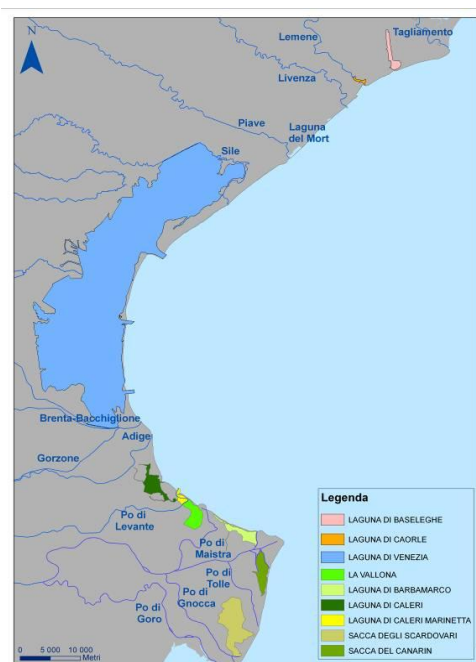 N
Lemene
Tagliamento
Livenza
Piave
Laguna
del Mort
Sile
Brenta-Bacchiglione
Adige
Gorzone
Po di
Levante
Po di
Maistra
Po di
Tolle
Po di
Gnocca
Po di
Goro
Legenda
LAGUNA DI BASELEGHE
LAGUNA DI CAORLE
LAGUNA DI VENEZIA
LA VALLONA
LAGUNA DI BARBAMARCO
LAGUNA DI CALERI
LAGUNA DI CALERI MARINETTA
SACCA DEGLI SCARDOVARI
SACCA DEL CANARIN
0 5 000 10 000
Metri